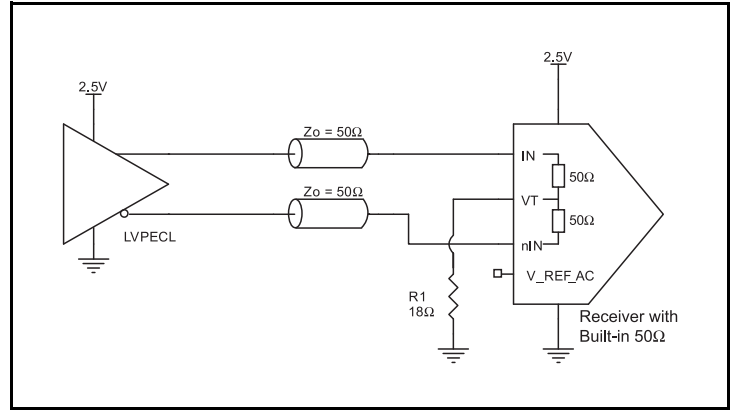 2.5V
2.5V
Zo = 50Ω
IN
50Ω
Zo = 50Ω
VT
50Ω
LVPECL
nIN
V_REF_AC
R1
18Ω
Receiver with
Built-in 50Ω